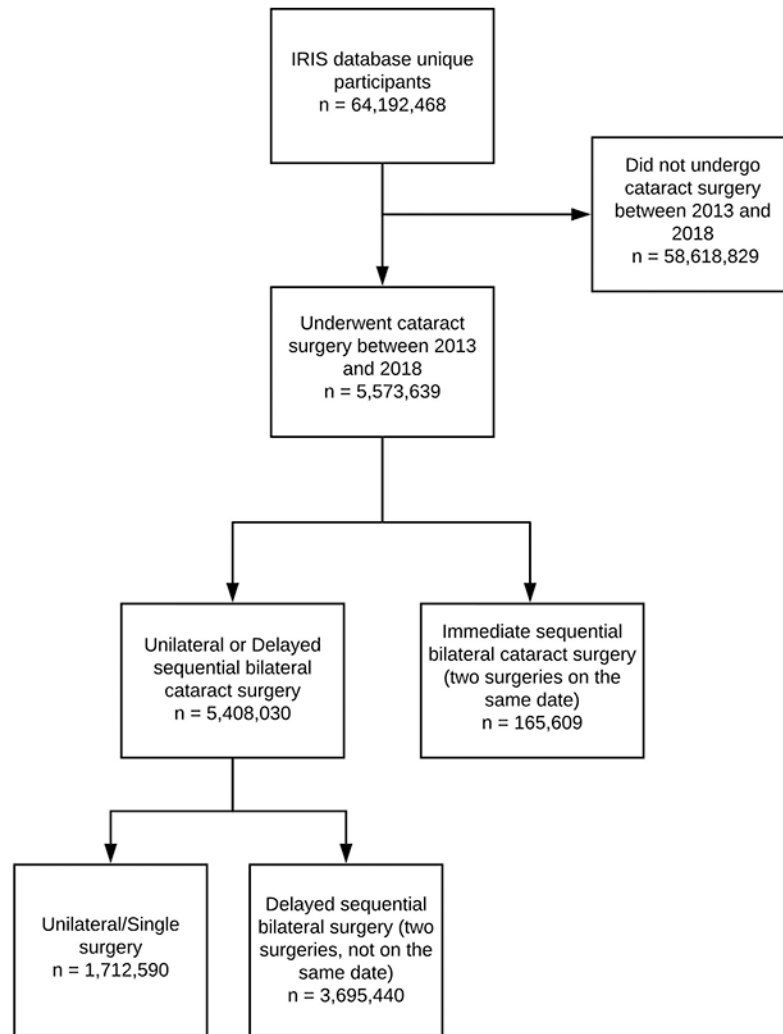 IRIS database unique
participants
n = 64,192,468
Did not undergo
cataract surgery
between 2013 and
2018
n = 58,618,829
Underwent cataract
surgery between 2013
and 2018
n = 5,573,639
Unilateral or Delayed
sequential bilateral
cataract surgery
n = 5,408,030
Immediate sequential
bilateral cataract surgery
(two surgeries on the
same date)
n = 165,609
Unilateral/Single
surgery
n = 1,712,590
Delayed sequential
bilateral surgery (two
surgeries, not on the
same date)
n = 3,695,440